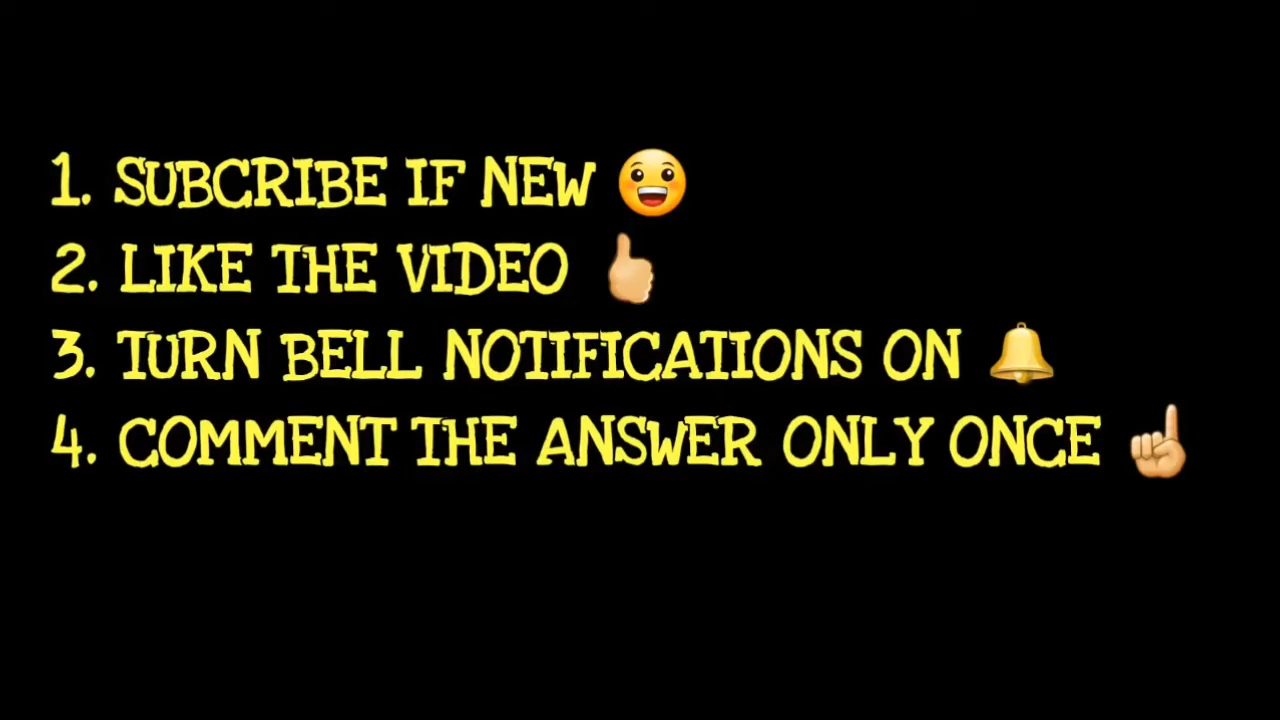 1. SUBCRIBE IF NEW 😀
2. LIKE THE VIDEO 👍🏼
3. TURN BELL NOTIFICATIONS ON 🔔
4. COMMENT THE ANSWER ONLY ONCE ☝🏼